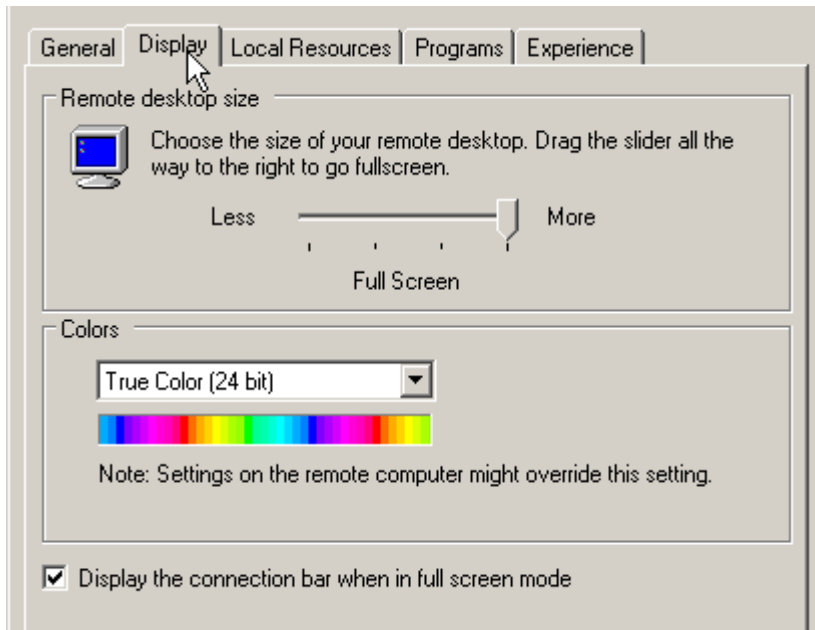 General Display Local Resources Programs Experience
Remote desktop size
Choose the size of your remote desktop. Drag the slider all the
way to the right to go fullscreen.
Less More
Full Screen
Colors
True Color (24 bit)
Note: Settings on the remote computer might override this setting.
Display the connection bar when in full screen mode